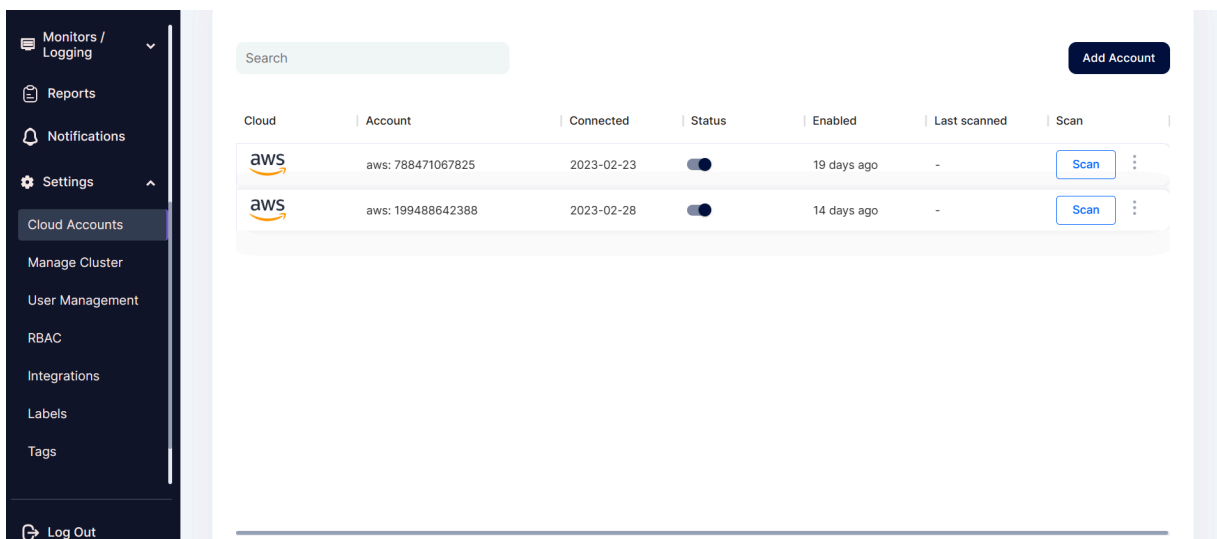 Monitors /
Logging
Reports
Notifications
Settings
Cloud Accounts
Manage Cluster
User Management
RBAC
Integrations
Labels
Tags
Log Out
Search
Add Account
Cloud Account Connected Status Enabled Last scanned Scan
aws aws: 788471067825 2023-02-23 19 days ago - Scan
aws aws: 199488642388 2023-02-28 14 days ago - Scan